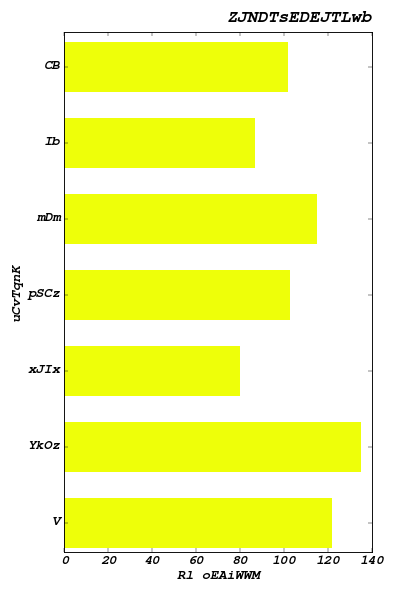 ZJNDTsEDEJTLwb
CB
Ib
mDm
pSCz
xJIx
YkOz
V
uCvTqnK
0 20 40 60 80 100 120 140
Rl oEAiWWM